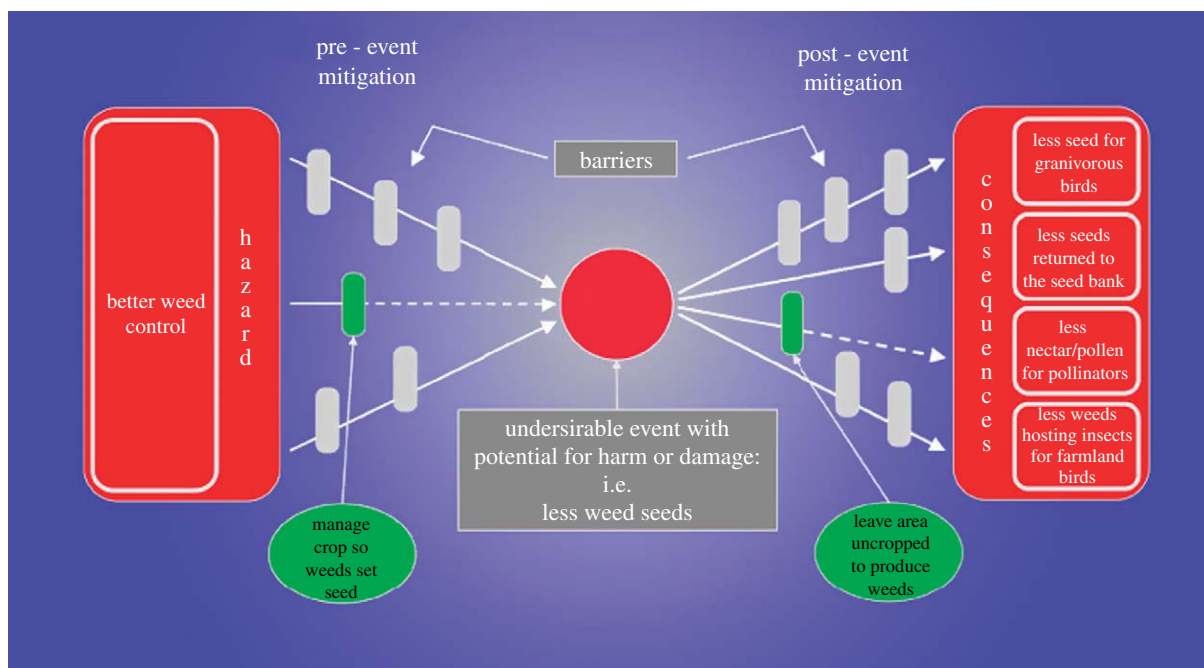 pre - event
mitigation
post - event
mitigation
barriers
better weed
control
hazard
consequences
less seed for
granivorous
birds
less seeds
returned to
the seed bank
less
nectar/pollen
for pollinators
less weeds
hosting insects
for farmland
birds
undersirable event with
potential for harm or damage:
i.e.
less weed seeds
manage
crop so
weeds set
seed
leave area
uncropped
to produce
weeds